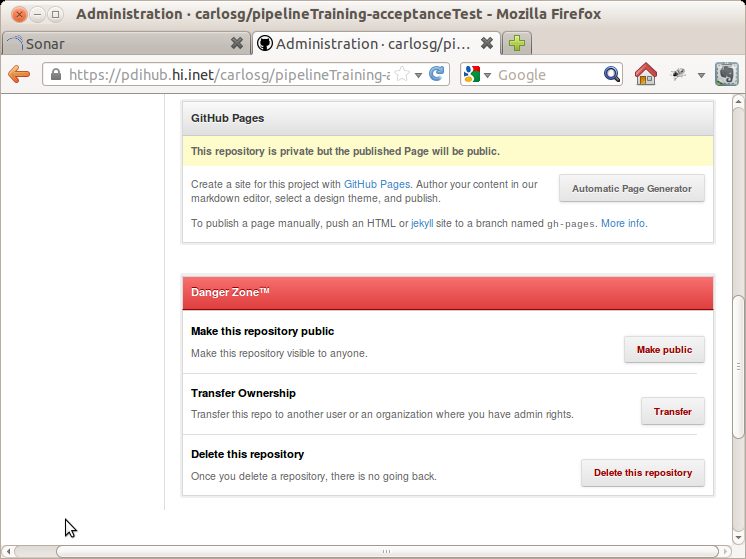 Administration · carlosg/pipelineTraining-acceptanceTest - Mozilla Firefox
Sonar
Administration · carlosg/pi...
https://pdihub.hi.inet/carlosg/pipelineTraining-a
Google
GitHub Pages
This repository is private but the published Page will be public.
Create a site for this project with GitHub Pages. Author your content in our
markdown editor, select a design theme, and publish.
Automatic Page Generator
To publish a page manually, push an HTML or jekyll site to a branch named gh-pages. More info.
Danger Zone™
Make this repository public
Make this repository visible to anyone.
Make public
Transfer Ownership
Transfer this repo to another user or an organization where you have admin rights.
Transfer
Delete this repository
Once you delete a repository, there is no going back.
Delete this repository